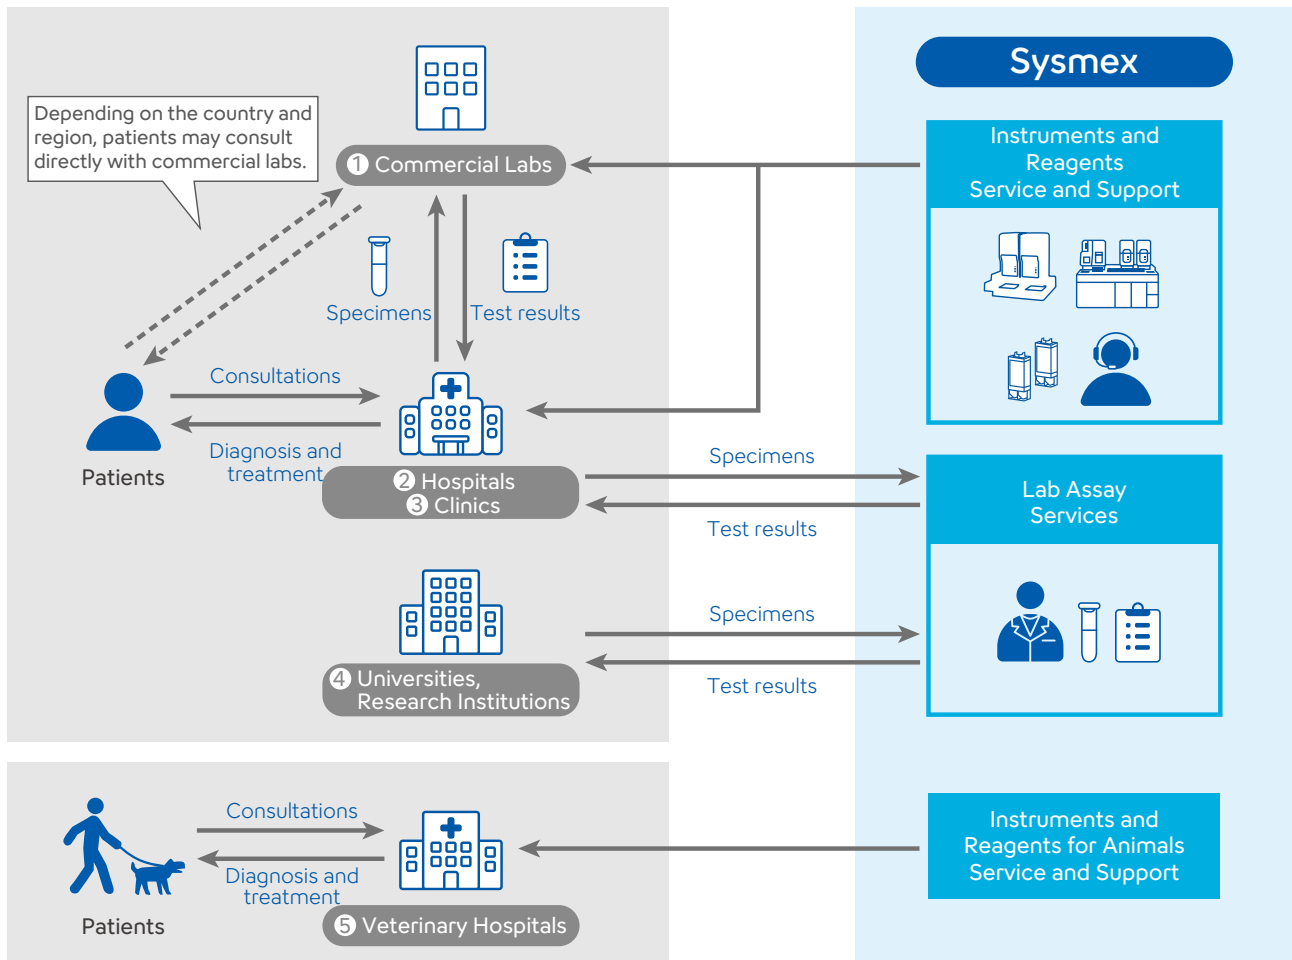 Sysmex
Depending on the country and
region, patients may consult
directly with commercial labs.
1 Commercial Labs
Instruments and
Reagents
Service and Support
Specimens
Test results
Consultations
Diagnosis and
treatment
Patients
2 Hospitals
3 Clinics
Specimens
Test results
Lab Assay
Services
4 Universities,
Research Institutions
Specimens
Test results
Consultations
Diagnosis and
treatment
Patients
5 Veterinary Hospitals
Instruments and
Reagents for Animals
Service and Support